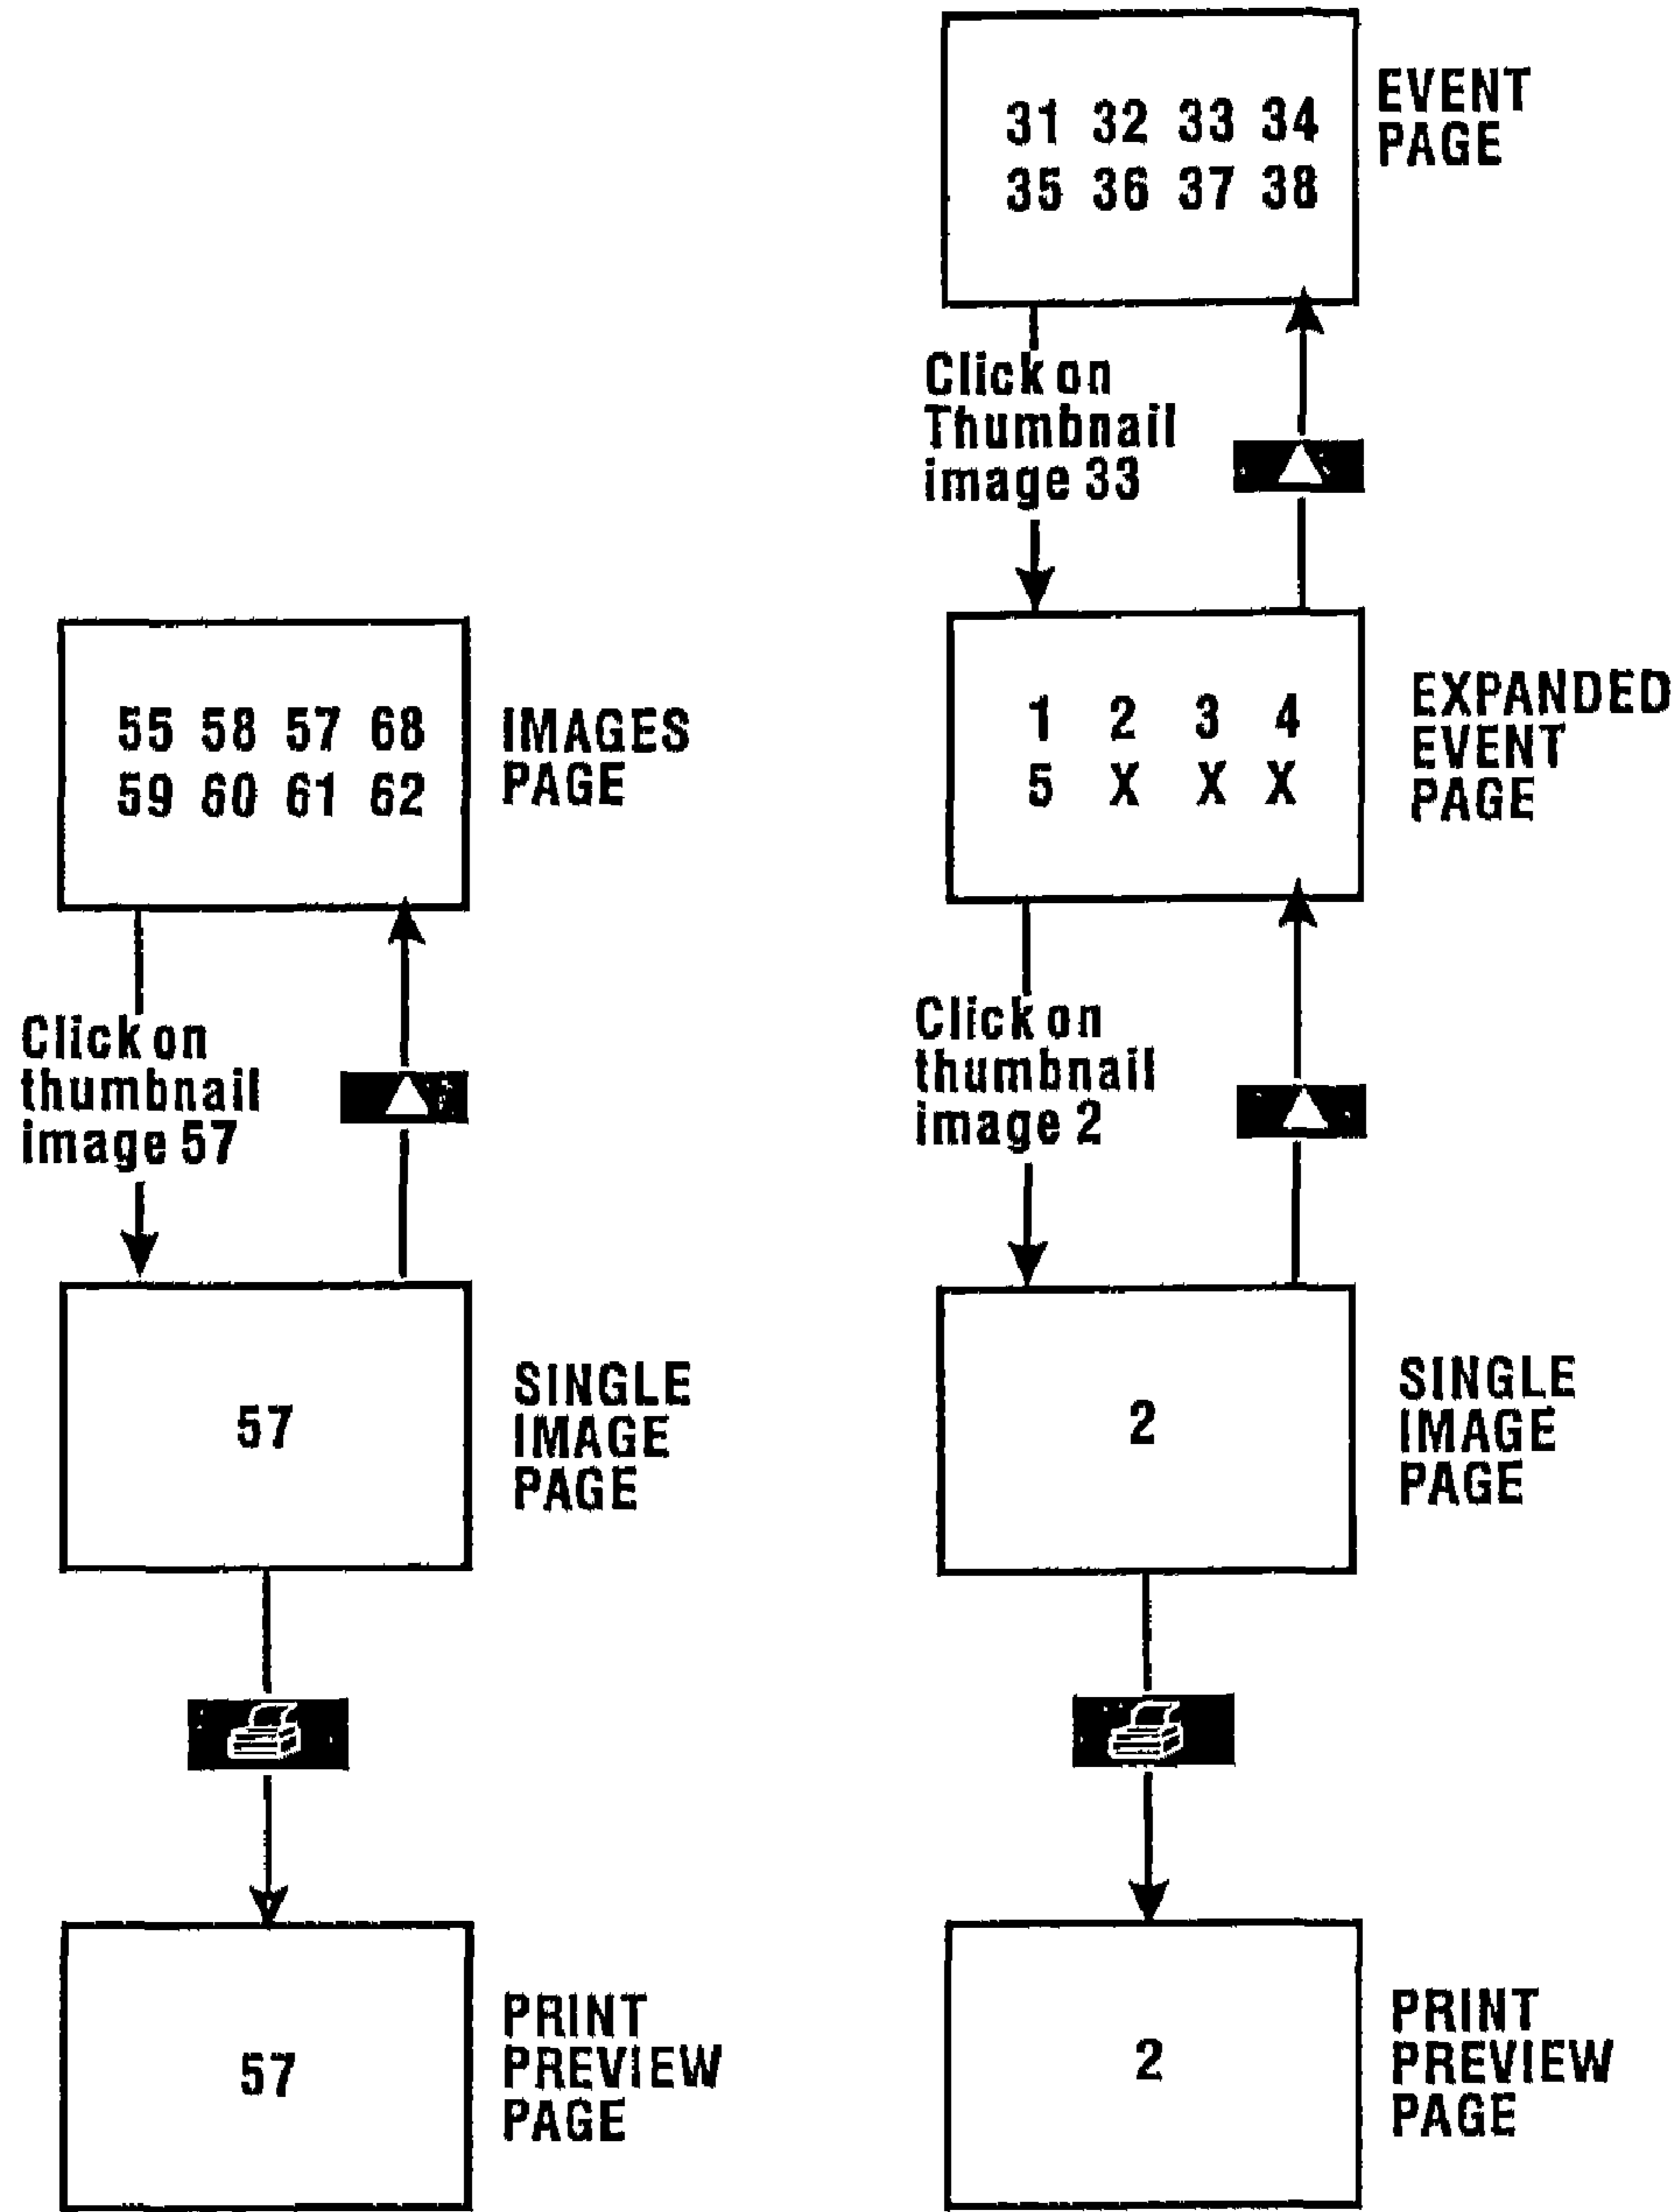 31 32 33 34
35 36 37 38
EVENT
PAGE
Click on
Thumbnail
image 33
55 58 57 68
59 60 61 62
IMAGES
PAGE
1 2 3 4
5 X X X
EXPANDED
EVENT
PAGE
Click on
thumbnail
image 57
Click on
thumbnail
image 2
57
SINGLE
IMAGE
PAGE
2
SINGLE
IMAGE
PAGE
57
PRINT
PREVIEW
PAGE
2
PRINT
PREVIEW
PAGE